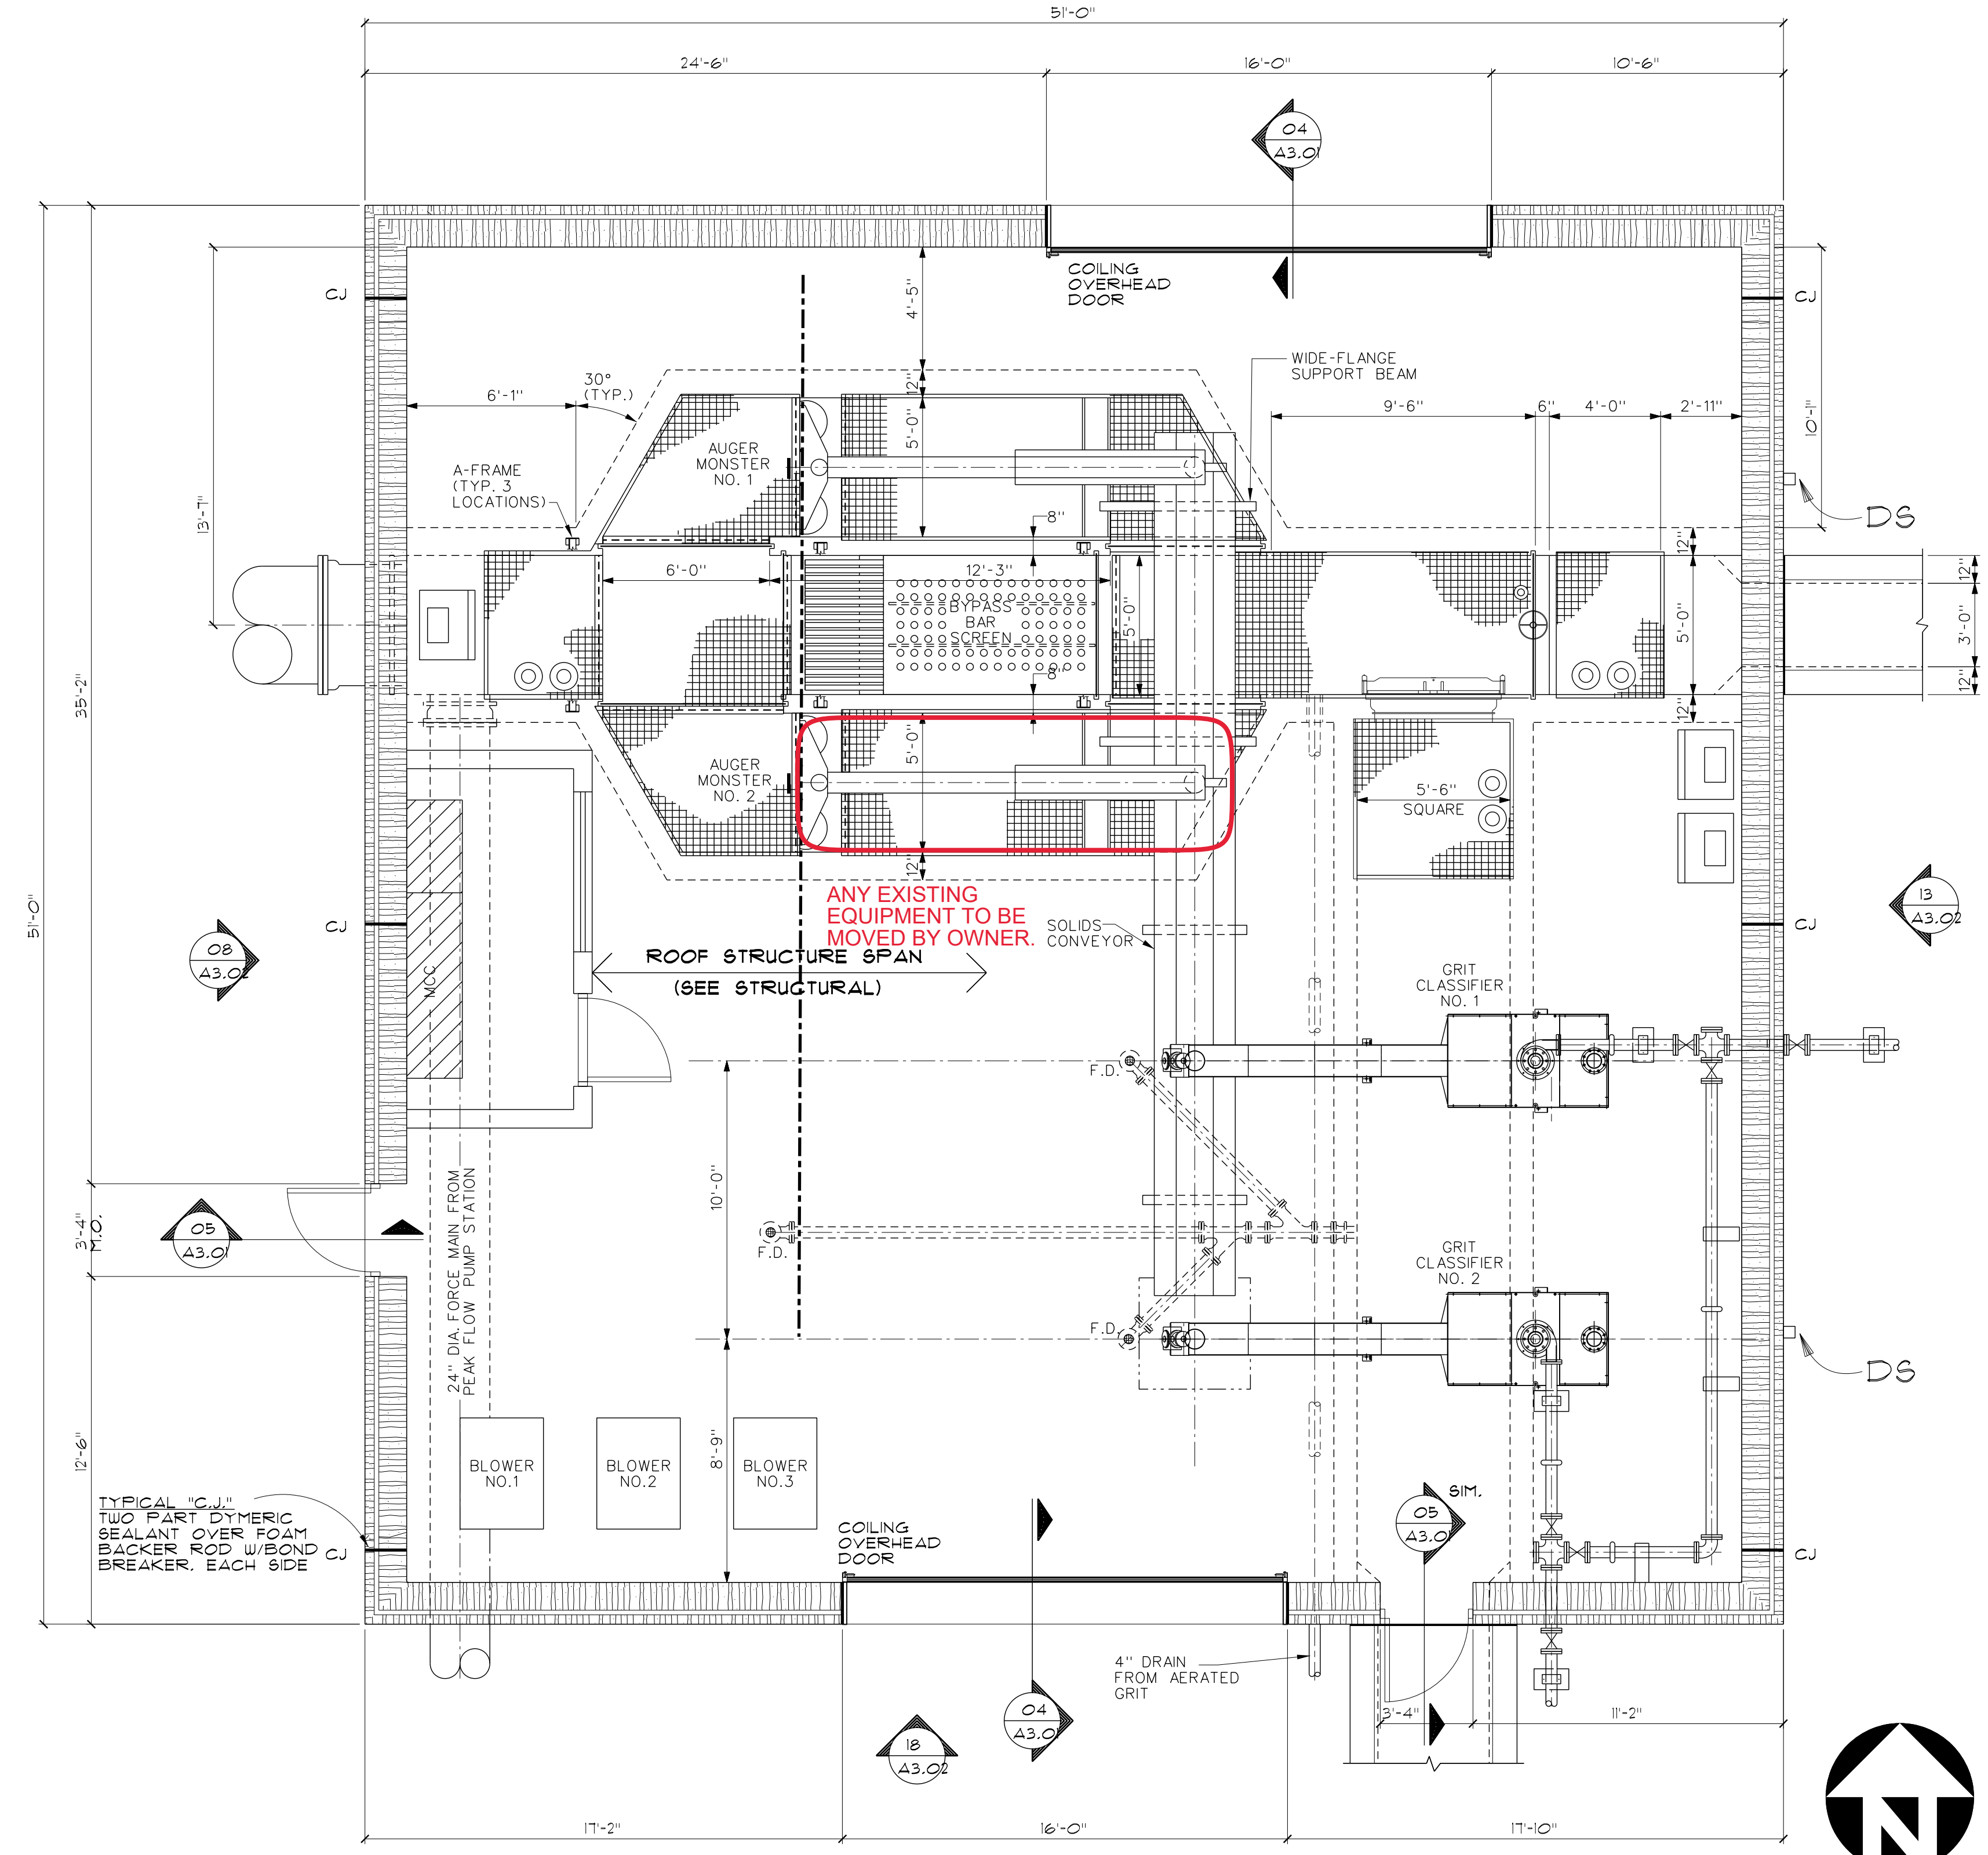 51'-0"
24'-6"
16'-0"
10'-6"
04
A3.01
COILING
OVERHEAD
DOOR
CJ
CJ
4'-5"
WIDE-FLANGE
SUPPORT BEAM
6'-1"
30°
(TYP.)
12"
5'-0"
9'-6"
6"
4'-0"
2'-11"
10'-1"
AUGER
MONSTER
NO. 1
A-FRAME
(TYP. 3
LOCATIONS)
13'-7"
8"
DS
6'-0"
12'-3"
BYPASS
BAR
SCREEN
5'-0"
8"
12"
5'-0"
12"
12"
3'-0"
12"
35'-2"
AUGER
MONSTER
NO. 2
5'-0"
12"
5'-6"
SQUARE
51'-0"
ANY EXISTING
EQUIPMENT TO BE
MOVED BY OWNER.
SOLIDS
CONVEYOR
13
A3.02
CJ
CJ
08
A3.02
MCC
ROOF STRUCTURE SPAN
(SEE STRUCTURAL)
GRIT
CLASSIFIER
NO. 1
F.D.
10'-0"
24" DIA. FORCE MAIN FROM
PEAK FLOW PUMP STATION
3'-4"
M.O.
05
A3.01
F.D.
GRIT
CLASSIFIER
NO. 2
F.D.
DS
12'-6"
8'-9"
BLOWER
NO.1
BLOWER
NO.2
BLOWER
NO.3
TYPICAL "C.J."
TWO PART DYMERIC
SEALANT OVER FOAM
BACKER ROD W/BOND
BREAKER. EACH SIDE
CJ
COILING
OVERHEAD
DOOR
SIM.
05
A3.01
CJ
4" DRAIN
FROM AERATED
GRIT
04
A3.01
18
A3.02
3'-4"
11'-2"
17'-2"
16'-0"
17'-10"
N